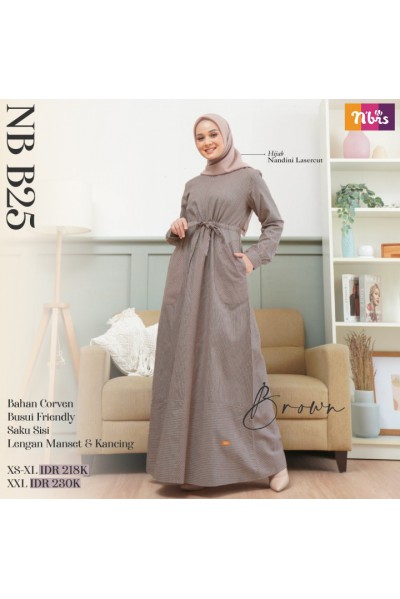 Nbrs
NB B25
Hijab
Nandini Lasercut
Brown
Bahan Corven
Busui Friendly
Saku Sisi
Lengan Manset & Kancing
XS-XL IDR 218K
XXL IDR 230K